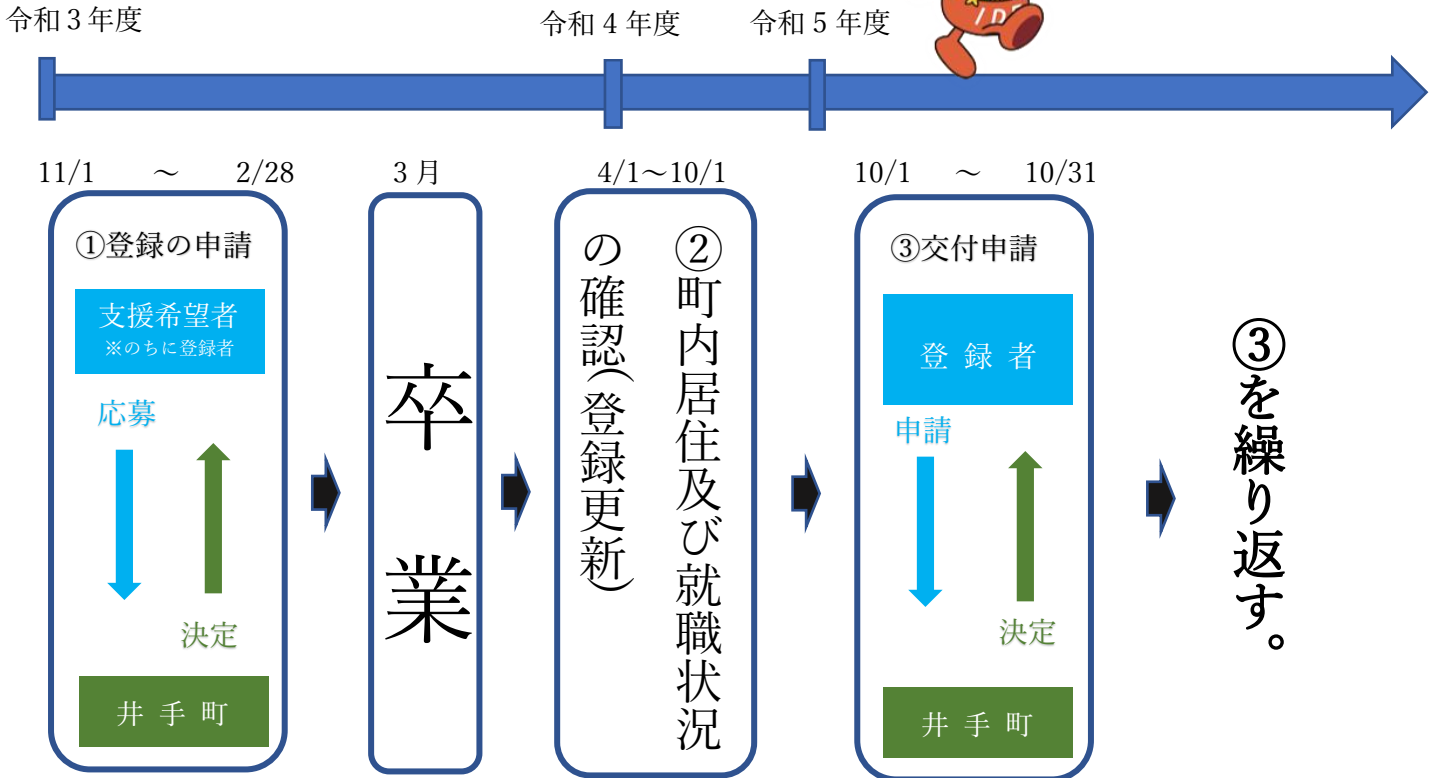 令和３年度
令和４年度
令和５年度
IDE
11/1 ～ 2/28
3月
4/1～10/1
10/1 ～ 10/31
①登録の申請
支援希望者
※のちに登録者
応募
決定
井手町
卒業
②町内居住及び就職状況
の確認（登録更新）
③交付申請
登録者
申請
決定
井手町
③を繰り返す。